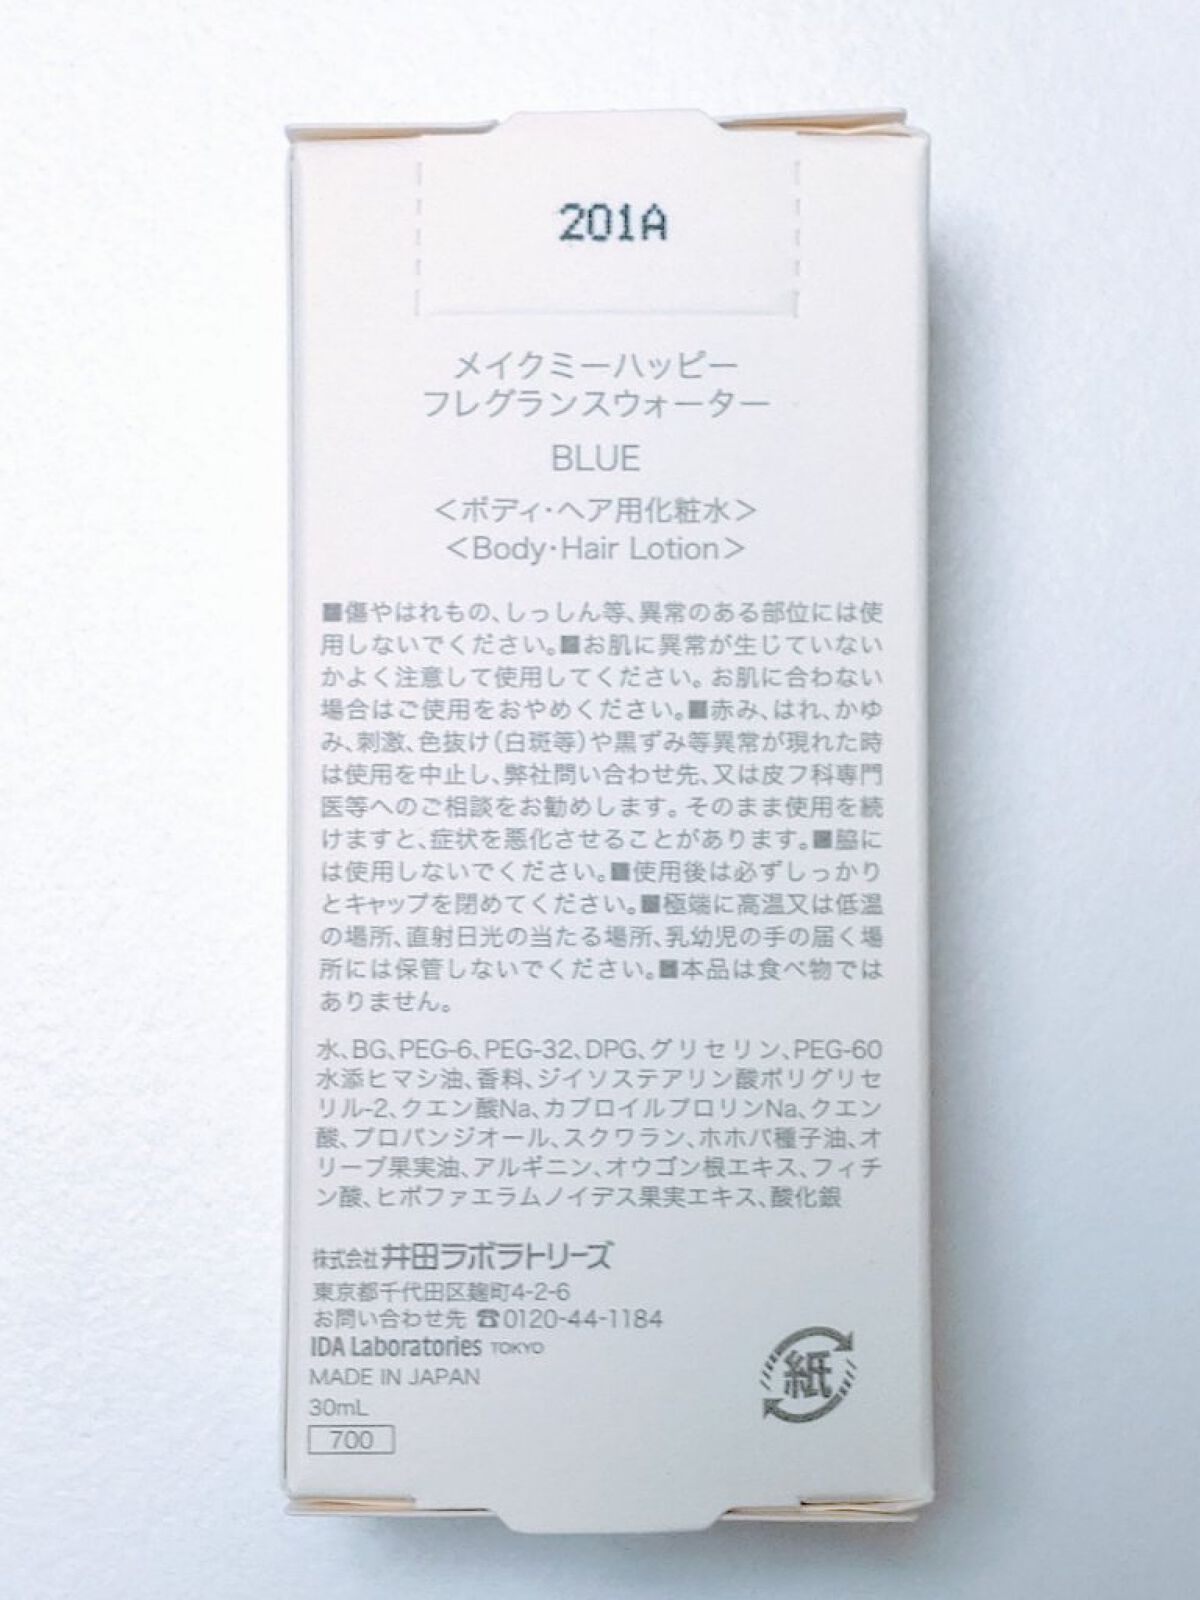 201A
メイクミーハッピー
フレグランスウォーター
BLUE
＜ボディ・ヘア用化粧水＞
＜Body・Hair Lotion＞
■傷やはれもの、しっしん等、異常のある部位には使
用しないでください。■お肌に異常が生じていない
かよく注意して使用してください。お肌に合わない
場合はご使用をおやめください。■赤み、はれ、かゆ
み、刺激、色抜け（白斑等）や黒ずみ等異常が現れた時
は使用を中止し、弊社問い合わせ先、又は皮フ科専門
医等へのご相談をお勧めします。そのまま使用を続
けますと、症状を悪化させることがあります。■脇に
は使用しないでください。■使用後は必ずしっかり
とキャップを閉めてください。■極端に高温又は低温
の場所、直射日光の当たる場所、乳幼児の手の届く場
所には保管しないでください。■本品は食べ物では
ありません。
水、BG、PEG-6、PEG-32、DPG、グリセリン、PEG-60
水添ヒマシ油、香料、ジイソステアリン酸ポリグリセ
リル-2、クエン酸Na、カプロイルプロリンNa、クエン
酸、プロパンジオール、スクワラン、ホホバ種子油、オ
リーブ果実油、アルギニン、オウゴン根エキス、フィチ
ン酸、ヒポファエラムノイデス果実エキス、酸化銀
株式会社井田ラボラトリーズ
東京都千代田区麹町4-2-6
お問い合わせ先 ☎0120-44-1184
IDA Laboratories TOKYO
MADE IN JAPAN
30mL
700
紙